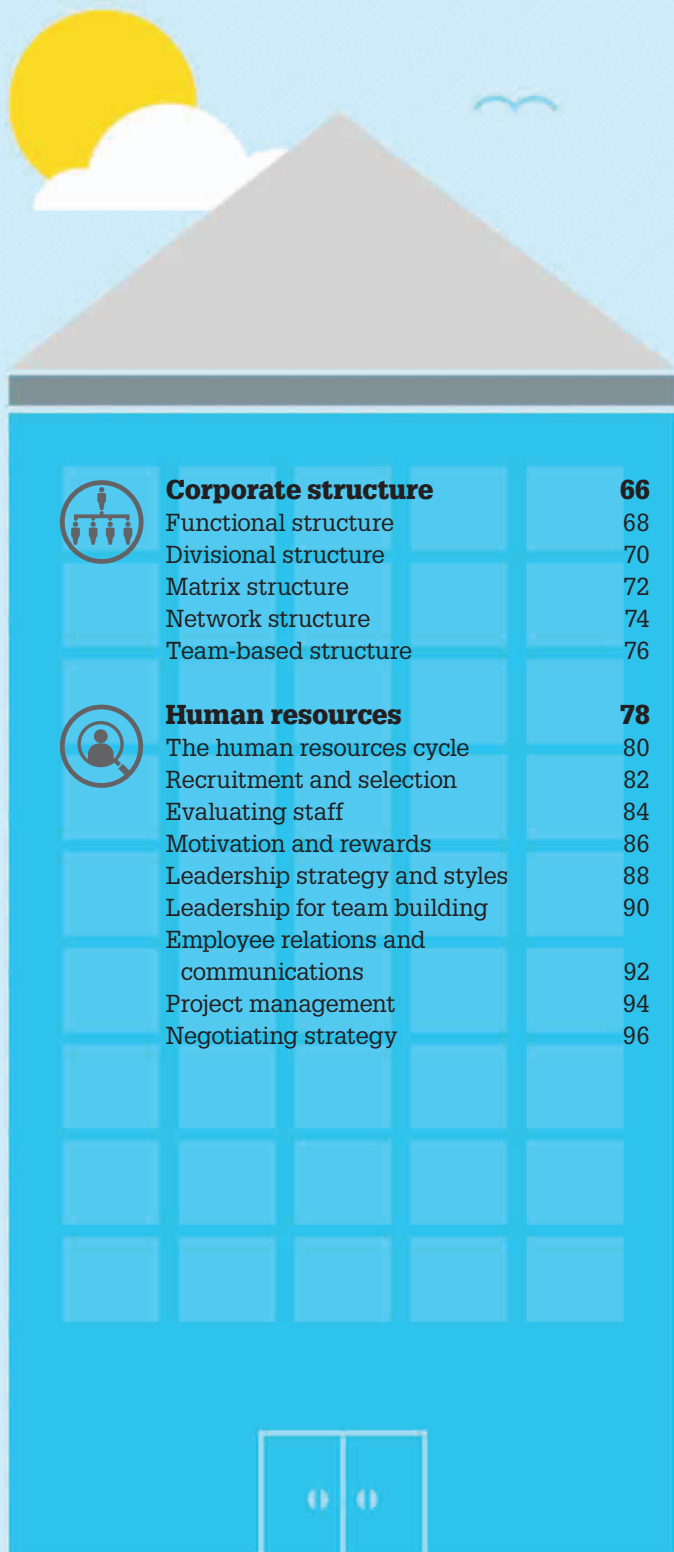 Corporate structure 66
Functional structure 68
Divisional structure 70
Matrix structure 72
Network structure 74
Team-based structure 76
Human resources 78
The human resources cycle 80
Recruitment and selection 82
Evaluating staff 84
Motivation and rewards 86
Leadership strategy and styles 88
Leadership for team building 90
Employee relations and
communications 92
Project management 94
Negotiating strategy 96